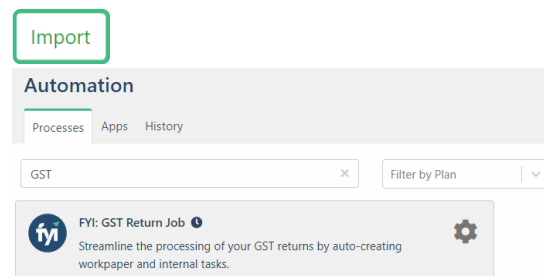 Import
Automation
Processes Apps History
GST × Filter by Plan
fyi FYI: GST Return Job
Streamline the processing of your GST returns by auto-creating
workpaper and internal tasks.